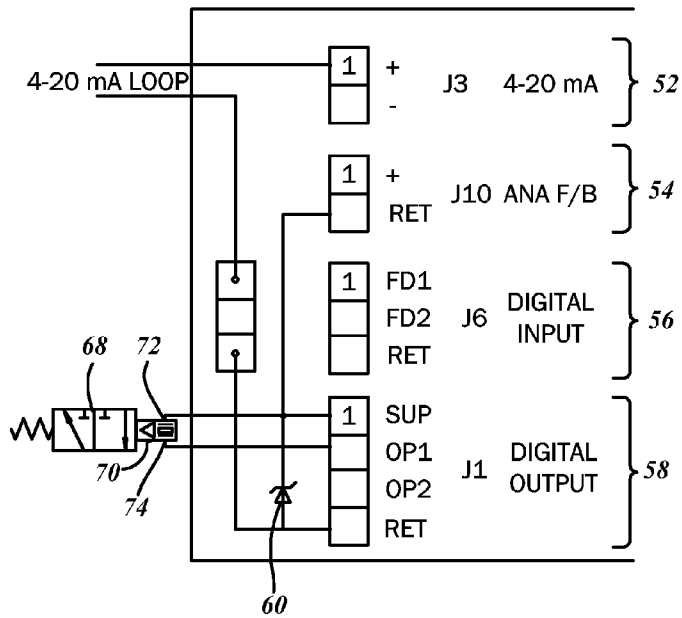 4-20 mA LOOP
1 + J3 4-20 mA 52
-
1 + J10 ANA F/B 54
RET
1 FD1 DIGITAL
FD2 J6 INPUT 56
RET
68 72
1 SUP
OP1 DIGITAL
70 J1 OUTPUT 58
74 OP2
RET
60